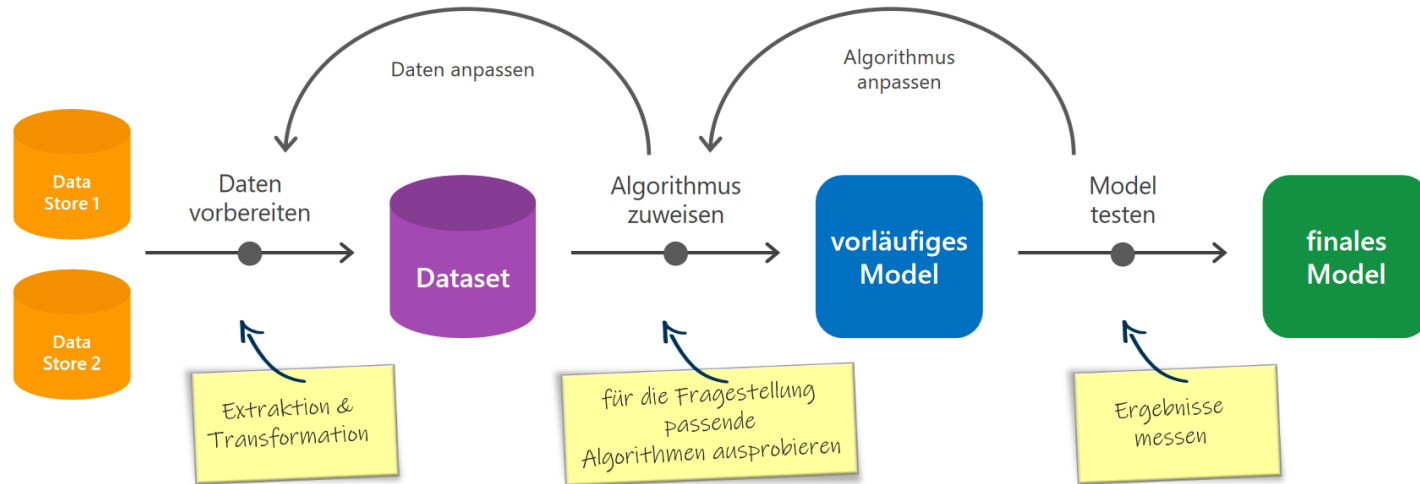 Daten anpassen
Algorithmus
anpassen
Data
Store 1
Daten
vorbereiten
Algorithmus
zuweisen
Model
testen
Dataset
vorläufiges
Model
finales
Model
Data
Store 2
Extraktion &
Transformation
für die Fragestellung
passende
Algorithmen ausprobieren
Ergebnisse
messen